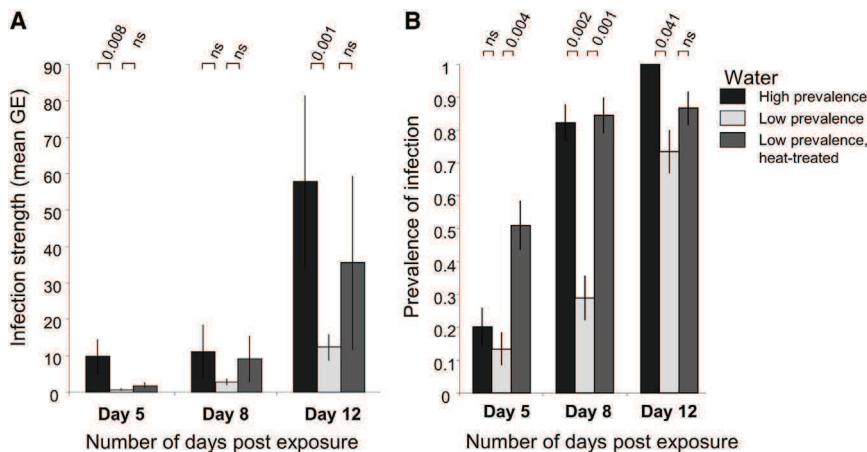 A
0.008
ns
ns
ns
0.001
ns
90
80
70
60
50
40
30
20
10
0
Infection strength (mean GE)
Day 5
Day 8
Day 12
Number of days post exposure
B
ns
0.004
0.002
0.001
0.041
ns
1
0.9
0.8
0.7
0.6
0.5
0.4
0.3
0.2
0.1
0
Prevalence of infection
Day 5
Day 8
Day 12
Number of days post exposure
Water
High prevalence
Low prevalence
Low prevalence,
heat-treated